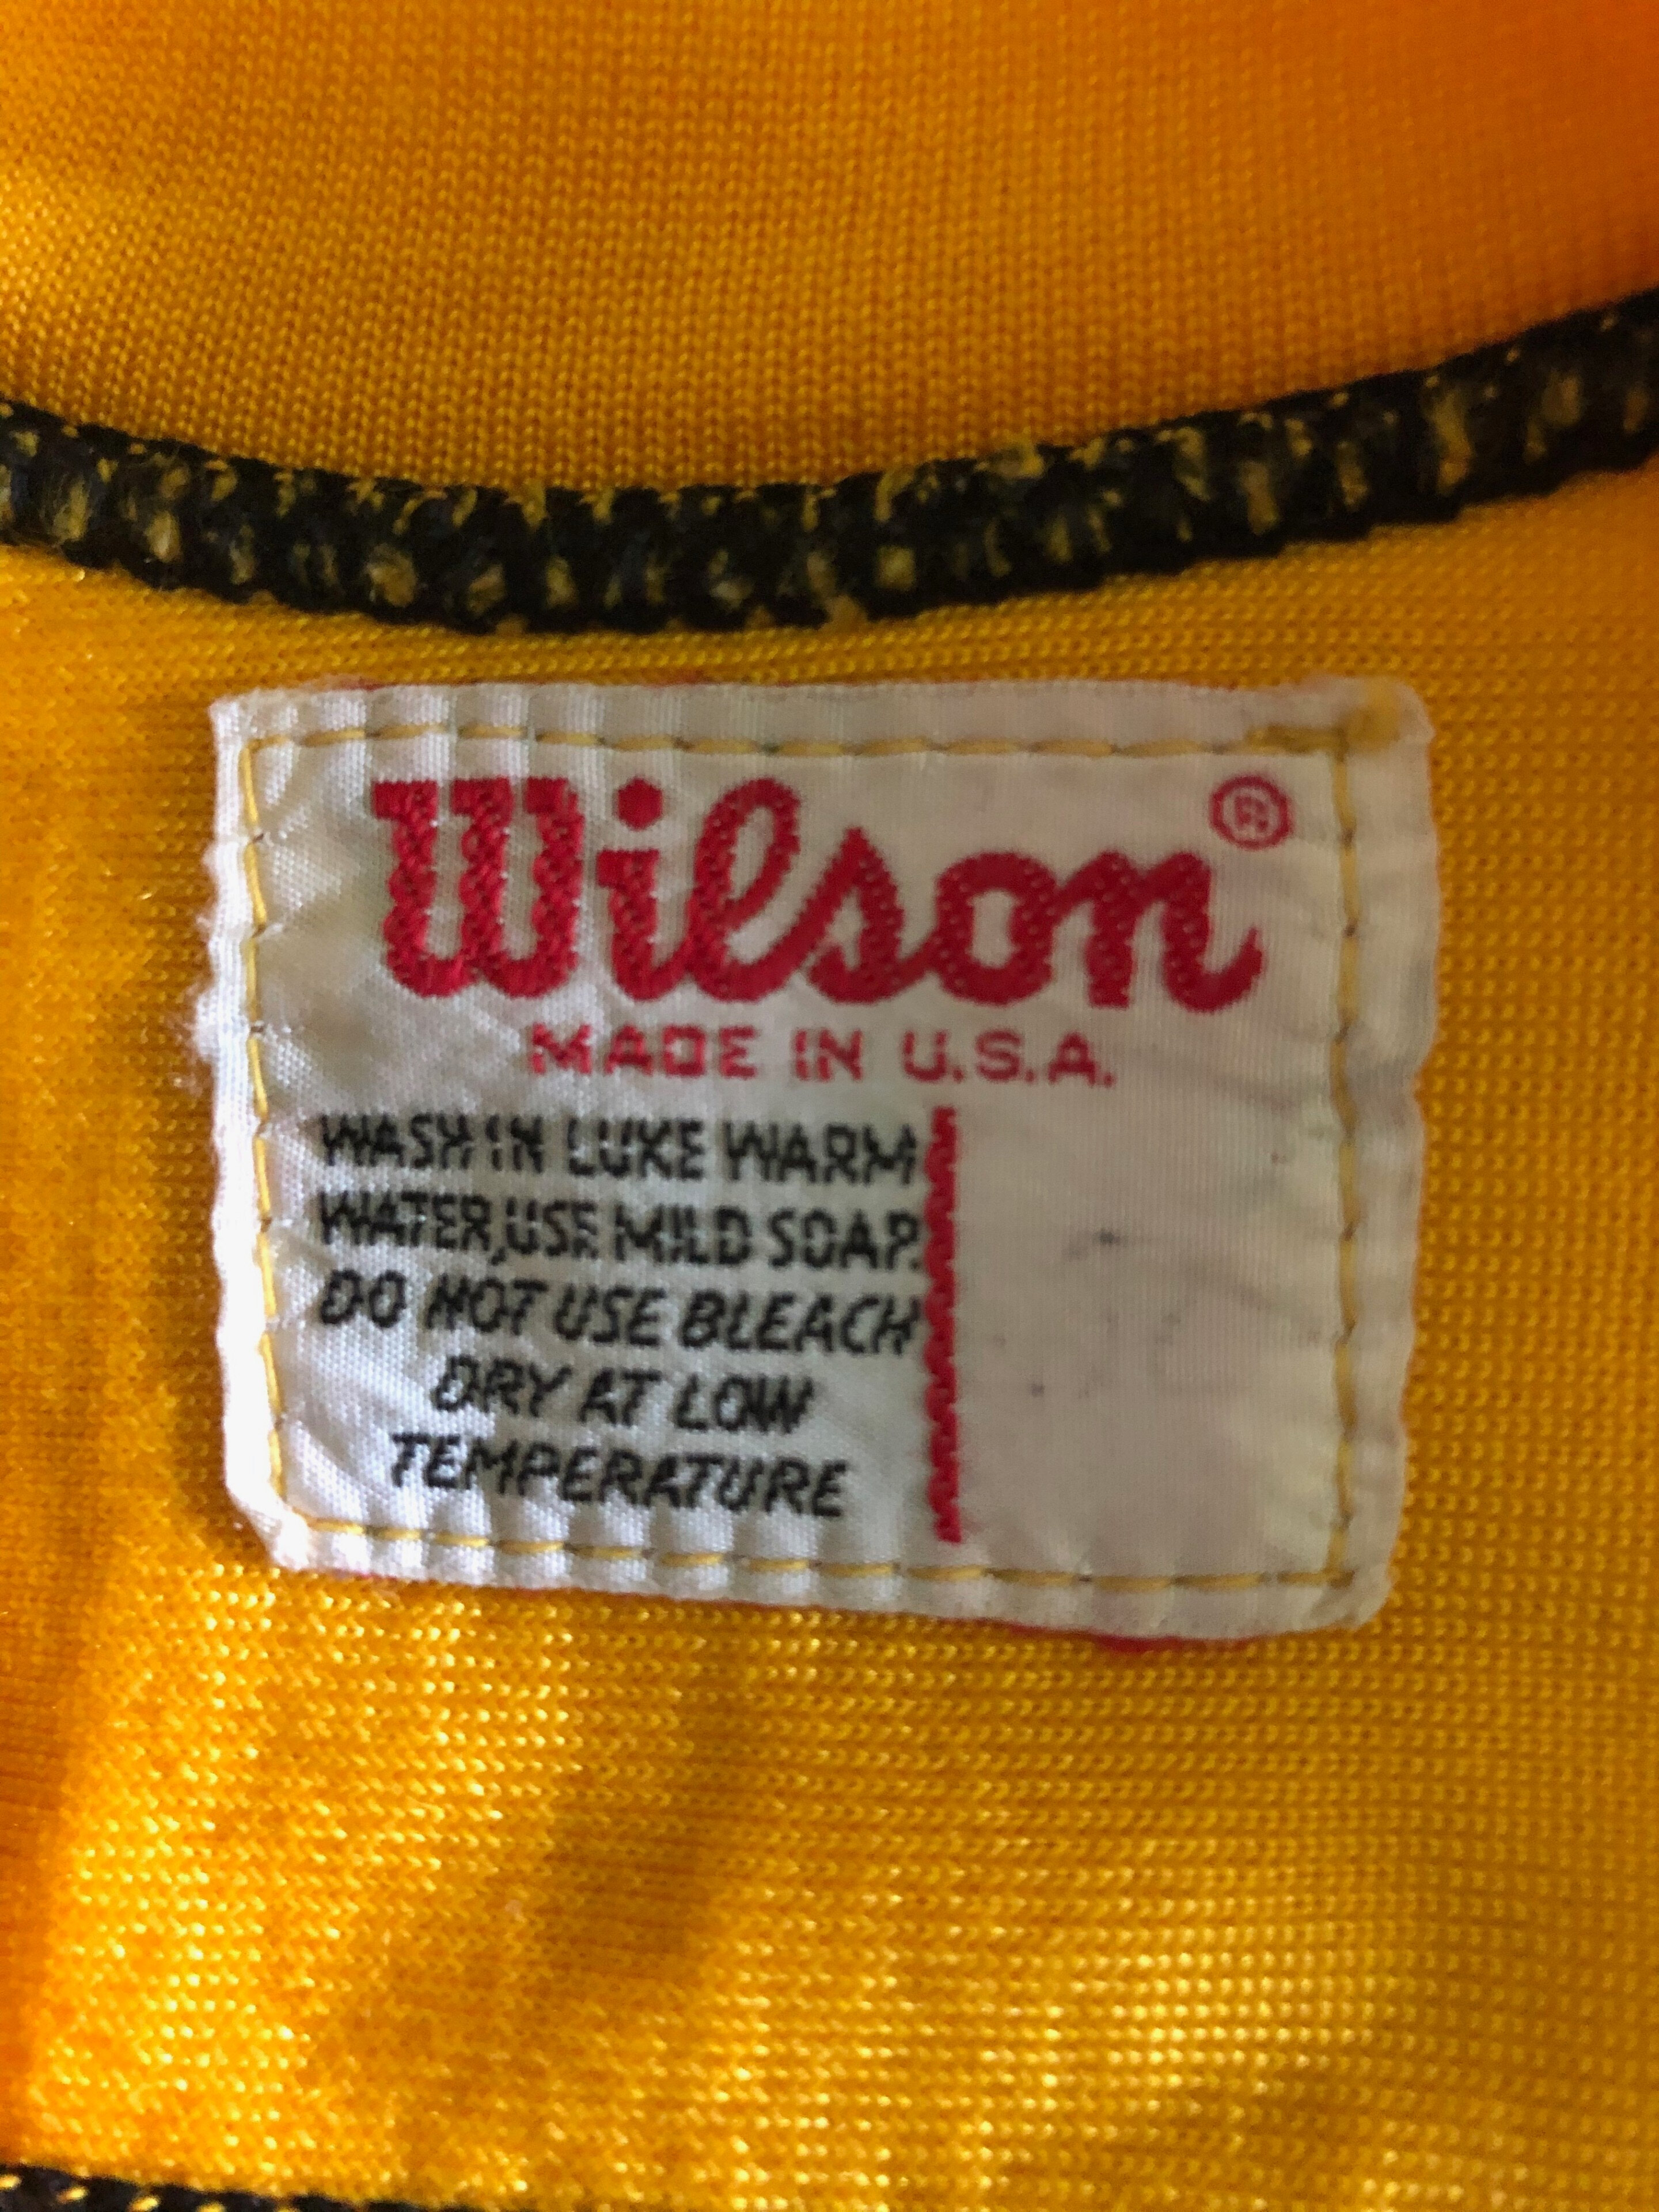 Wilson®
MADE IN U.S.A.
WASH IN LUKE WARM
WATER, USE MILD SOAP.
DO NOT USE BLEACH
DRY AT LOW
TEMPERATURE